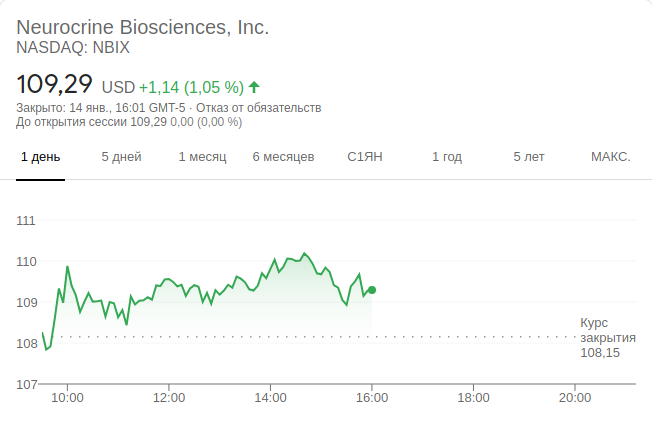 Neurocrine Biosciences, Inc.
NASDAQ: NBIX
109,29 USD +1,14 (1,05 %)
Закрыто: 14 янв., 16:01 GMT-5 · Отказ от обязательств
До открытия сессии 109,29 0,00 (0,00 %)
1 день 5 дней 1 месяц 6 месяцев С1ЯН 1 год 5 лет МАКС.
111
110
109
108
107
Курс
закрытия
108,15
10:00 12:00 14:00 16:00 18:00 20:00